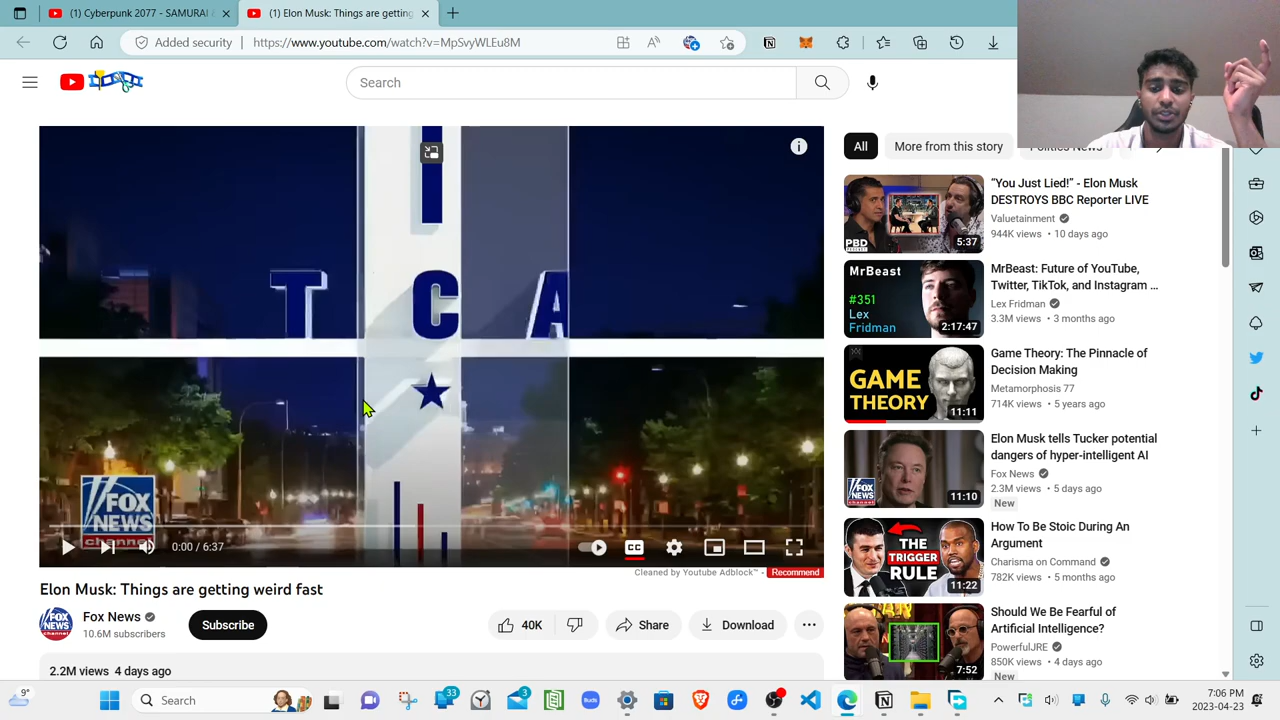 (1) Cyberpunk 2077 - SAMURAI
(1) Elon Musk: Things are getting
Added security
https://www.youtube.com/watch?v=MpSvyWLEu8M
Search
All
More from this story
Politics News
T I C A
L
FOX
NEWS
channel
0:00 / 6:37
CC
Cleaned by Youtube Adblock™ - Recommend
Elon Musk: Things are getting weird fast
Fox News
10.6M subscribers
Subscribe
40K
Share
Download
2.2M views 4 days ago
“You Just Lied!” - Elon Musk
DESTROYS BBC Reporter LIVE
Valuetainment
944K views • 10 days ago
PBD
PODCAST
5:37
MrBeast
#351
Lex
Fridman
2:17:47
MrBeast: Future of YouTube,
Twitter, TikTok, and Instagram ...
Lex Fridman
3.3M views • 3 months ago
GAME
THEORY
11:11
Game Theory: The Pinnacle of
Decision Making
Metamorphosis 77
714K views • 5 years ago
FOX
NEWS
11:10
Elon Musk tells Tucker potential
dangers of hyper-intelligent AI
Fox News
2.3M views • 5 days ago
New
THE
TRIGGER
RULE
11:22
How To Be Stoic During An
Argument
Charisma on Command
782K views • 5 months ago
7:52
Should We Be Fearful of
Artificial Intelligence?
PowerfulJRE
850K views • 4 days ago
New
9°
Search
33
3
Buds
7:06 PM
2023-04-23